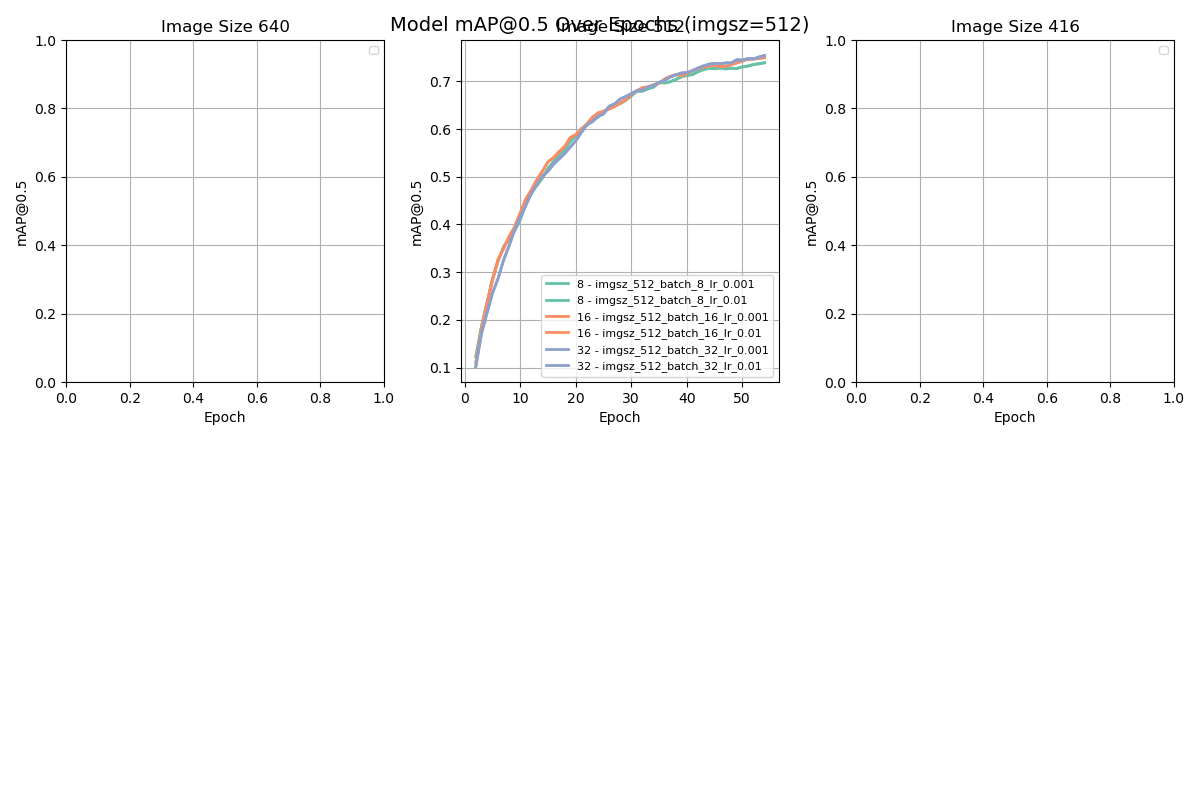 Model mAP@0.5 Over Epochs (imgsz=512)
Image Size 640
1.0
0.8
0.6
0.4
0.2
0.0
mAP@0.5
0.0 0.2 0.4 0.6 0.8 1.0
Epoch
Image Size 512
0.7
0.6
0.5
0.4
0.3
0.2
0.1
mAP@0.5
8 - imgsz_512_batch_8_lr_0.001
8 - imgsz_512_batch_8_lr_0.01
16 - imgsz_512_batch_16_lr_0.001
16 - imgsz_512_batch_16_lr_0.01
32 - imgsz_512_batch_32_lr_0.001
32 - imgsz_512_batch_32_lr_0.01
0 10 20 30 40 50
Epoch
Image Size 416
1.0
0.8
0.6
0.4
0.2
0.0
mAP@0.5
0.0 0.2 0.4 0.6 0.8 1.0
Epoch